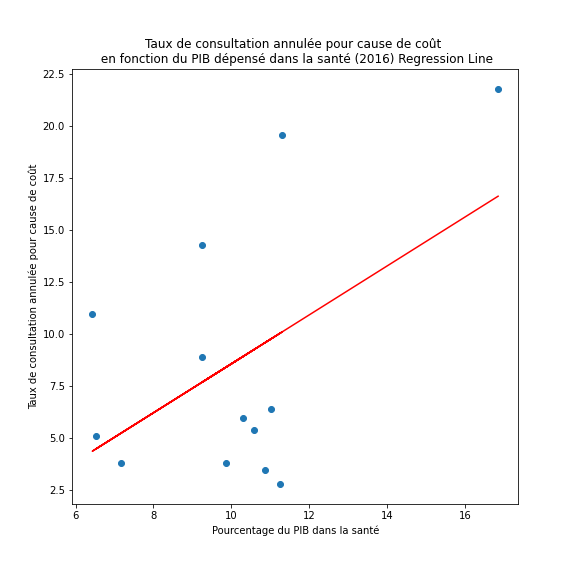 Taux de consultation annulée pour cause de coût
en fonction du PIB dépensé dans la santé (2016) Regression Line
22.5
20.0
17.5
15.0
12.5
10.0
7.5
5.0
2.5
Taux de consultation annulée pour cause de coût
6 8 10 12 14 16
Pourcentage du PIB dans la santé